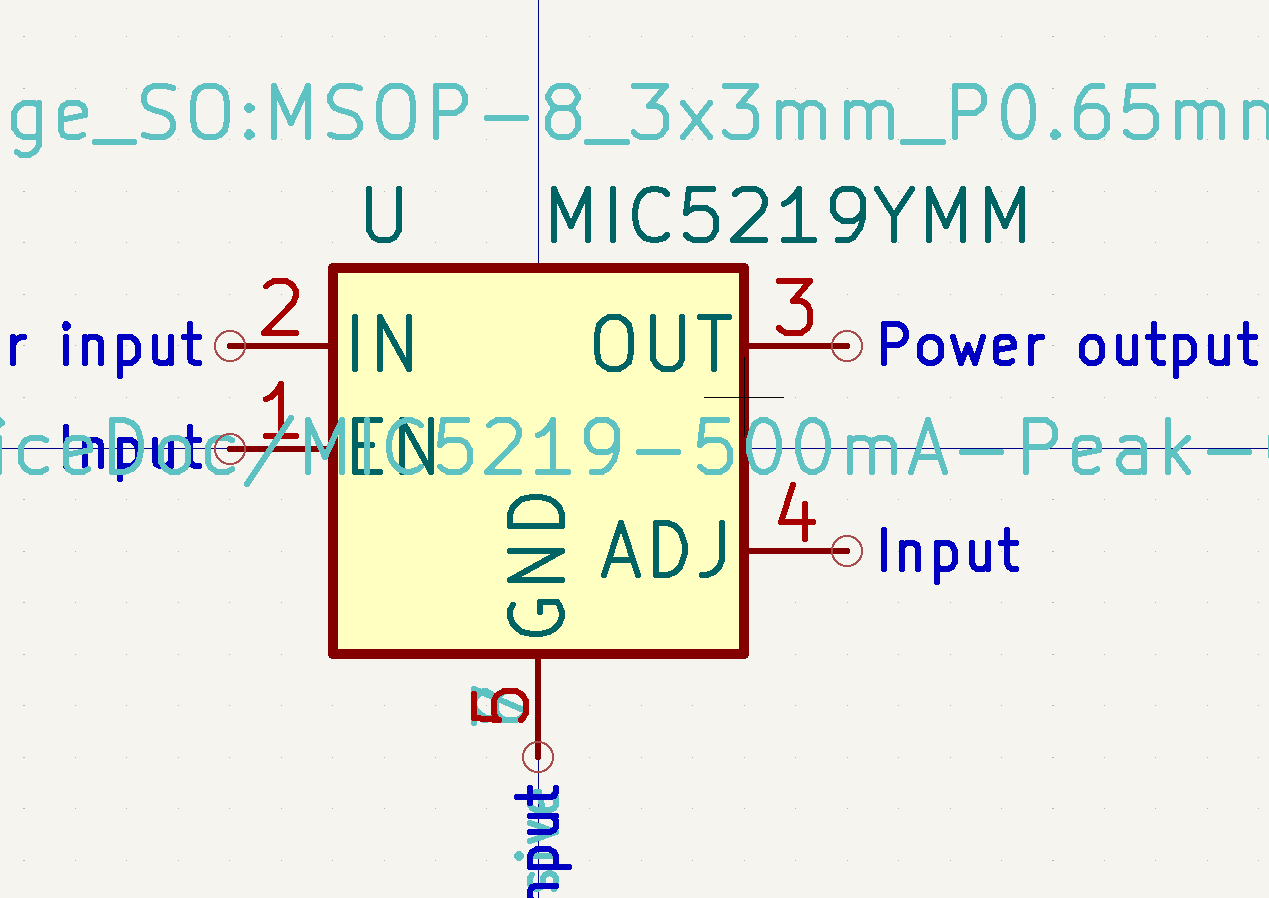 ge_SO:MSOP-8_3x3mm_P0.65mm
U MIC5219YMM
2 3
r input IN OUT Power output
1
Input EN
iceDoc/MIC5219-500mA-Peak-
4
ADJ Input
GND
5
nput